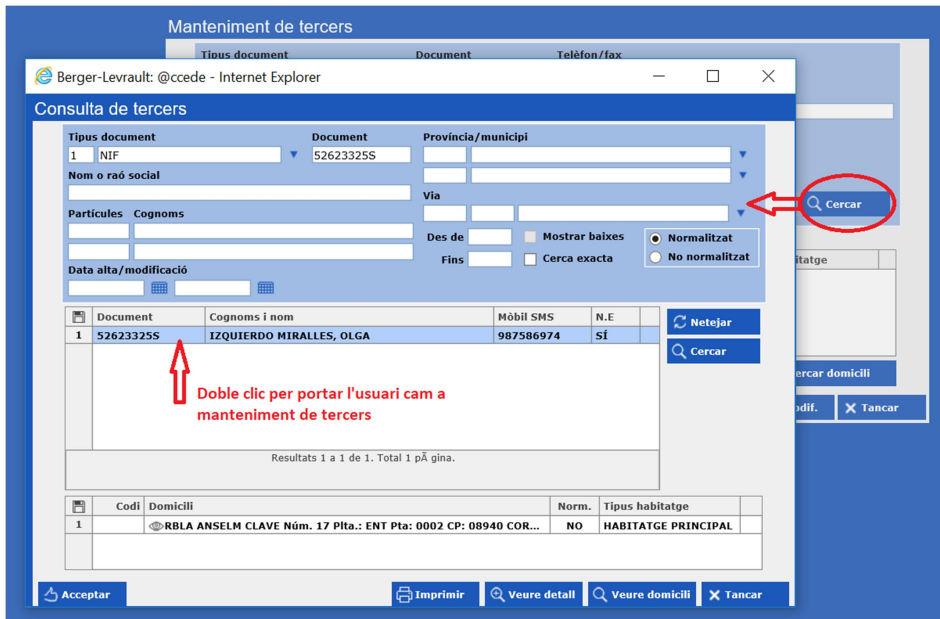 Manteniment de tercers
Tipus document Document Telèfon/fax
Berger-Levrault: @ccede - Internet Explorer
Consulta de tercers
Tipus document Document Província/municipi
1 NIF 52623325S
Nom o raó social
Via
Cercar
Partícules Cognoms
Des de Mostrar baixes Normalitzat
Fins Cerca exacta No normalitzat
itatge
Data alta/modificació
Document Cognoms i nom Mòbil SMS N.E
Netejar
1 52623325S IZQUIERDO MIRALLES, OLGA 987586974 SÍ
Cercar
ercar domicili
Doble clic per portar l'usuari cam a
manteniment de tercers
odif. Tancar
Resultats 1 a 1 de 1. Total 1 pÃ gina.
Codi Domicili Norm. Tipus habitatge
1 RBLA ANSELM CLAVE Núm. 17 Plta.: ENT Pta: 0002 CP: 08940 COR... NO HABITATGE PRINCIPAL
Acceptar Imprimir Veure detall Veure domicili Tancar